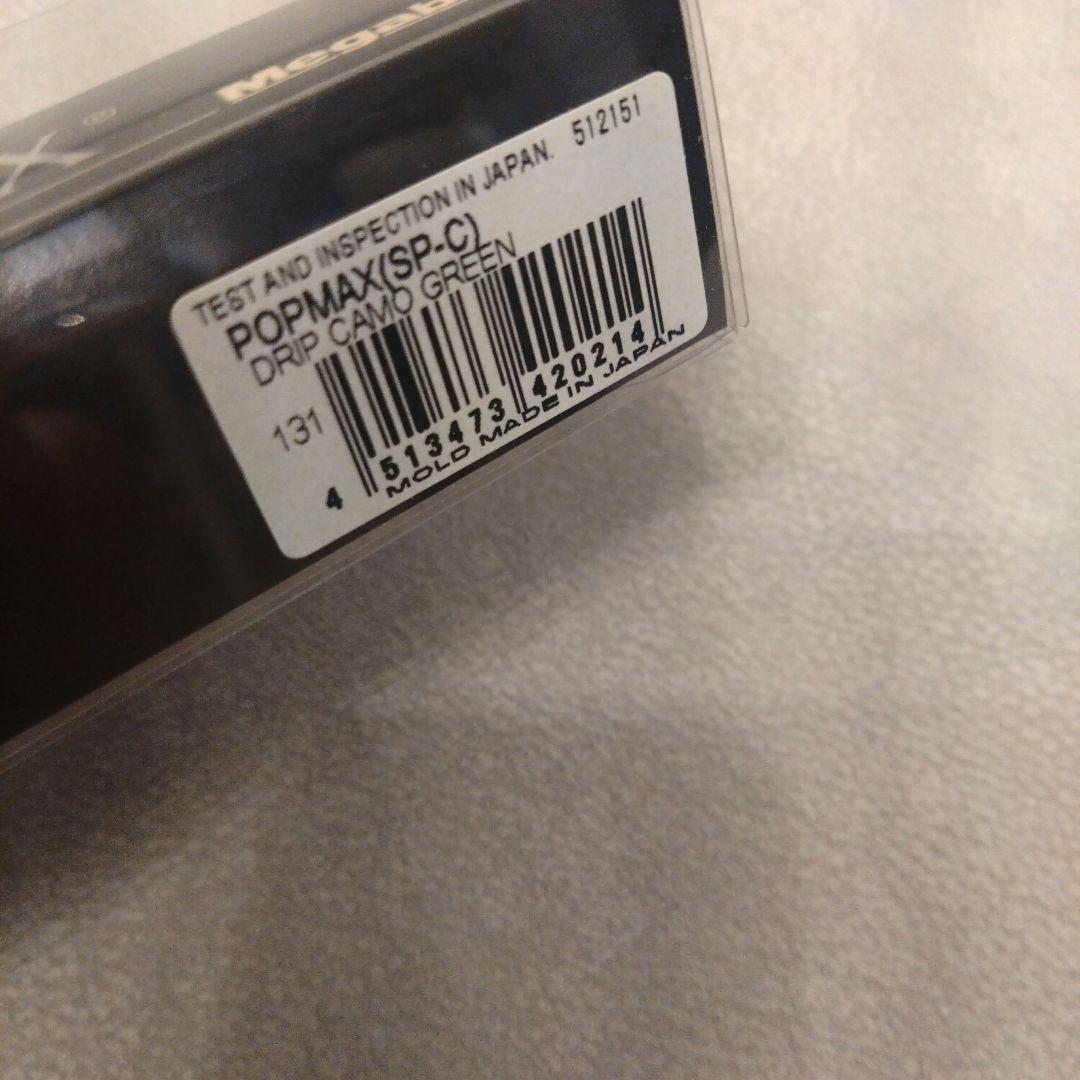 X®
Megab
TEST AND INSPECTION IN JAPAN. 512151
POPMAX(SP-C)
DRIP CAMO GREEN
131
4 513473 420214
MOLD MADE IN JAPAN